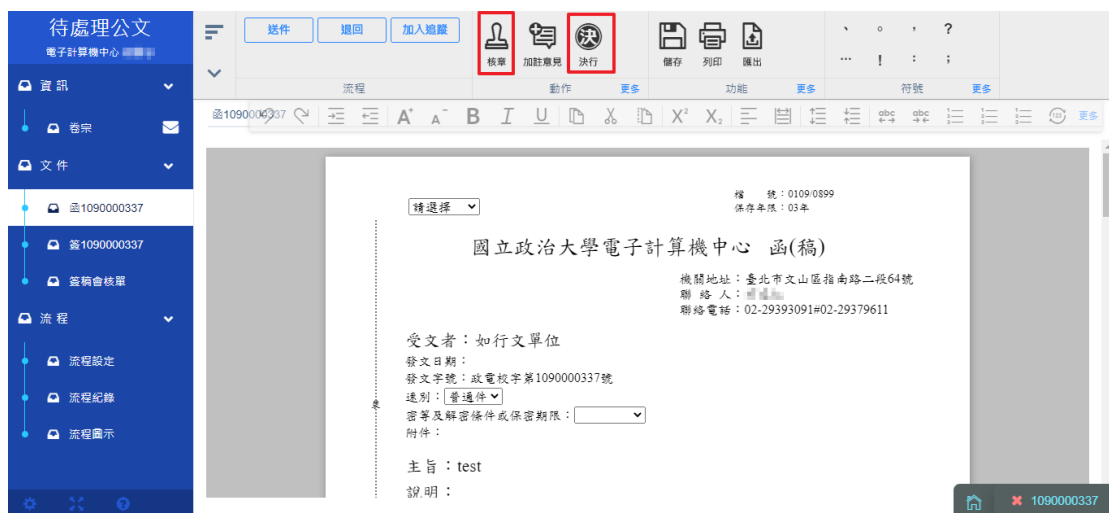 待處理公文
電子計算機中心
資訊
卷宗
文件
函1090000337
簽1090000337
簽稿會核單
流程
流程設定
流程紀錄
流程圖示
送件 退回 加入追蹤
流程
核章 加註意見 決行
動作 更多
儲存 列印 匯出
功能 更多
、 。 , ?
… ! : ;
符號 更多
函1090000337
A+ A- B I U X² X₂ abc abc 更多
檔 號:0109/0899
保存年限:03年
請選擇
國立政治大學電子計算機中心 函(稿)
機關地址:臺北市文山區指南路二段64號
聯 絡 人:
聯絡電話:02-29393091#02-29379611
受文者:如行文單位
發文日期:
發文字號:政電校字第1090000337號
速別:普通件
密等及解密條件或保密期限:
附件:
主旨:test
說明:
1090000337